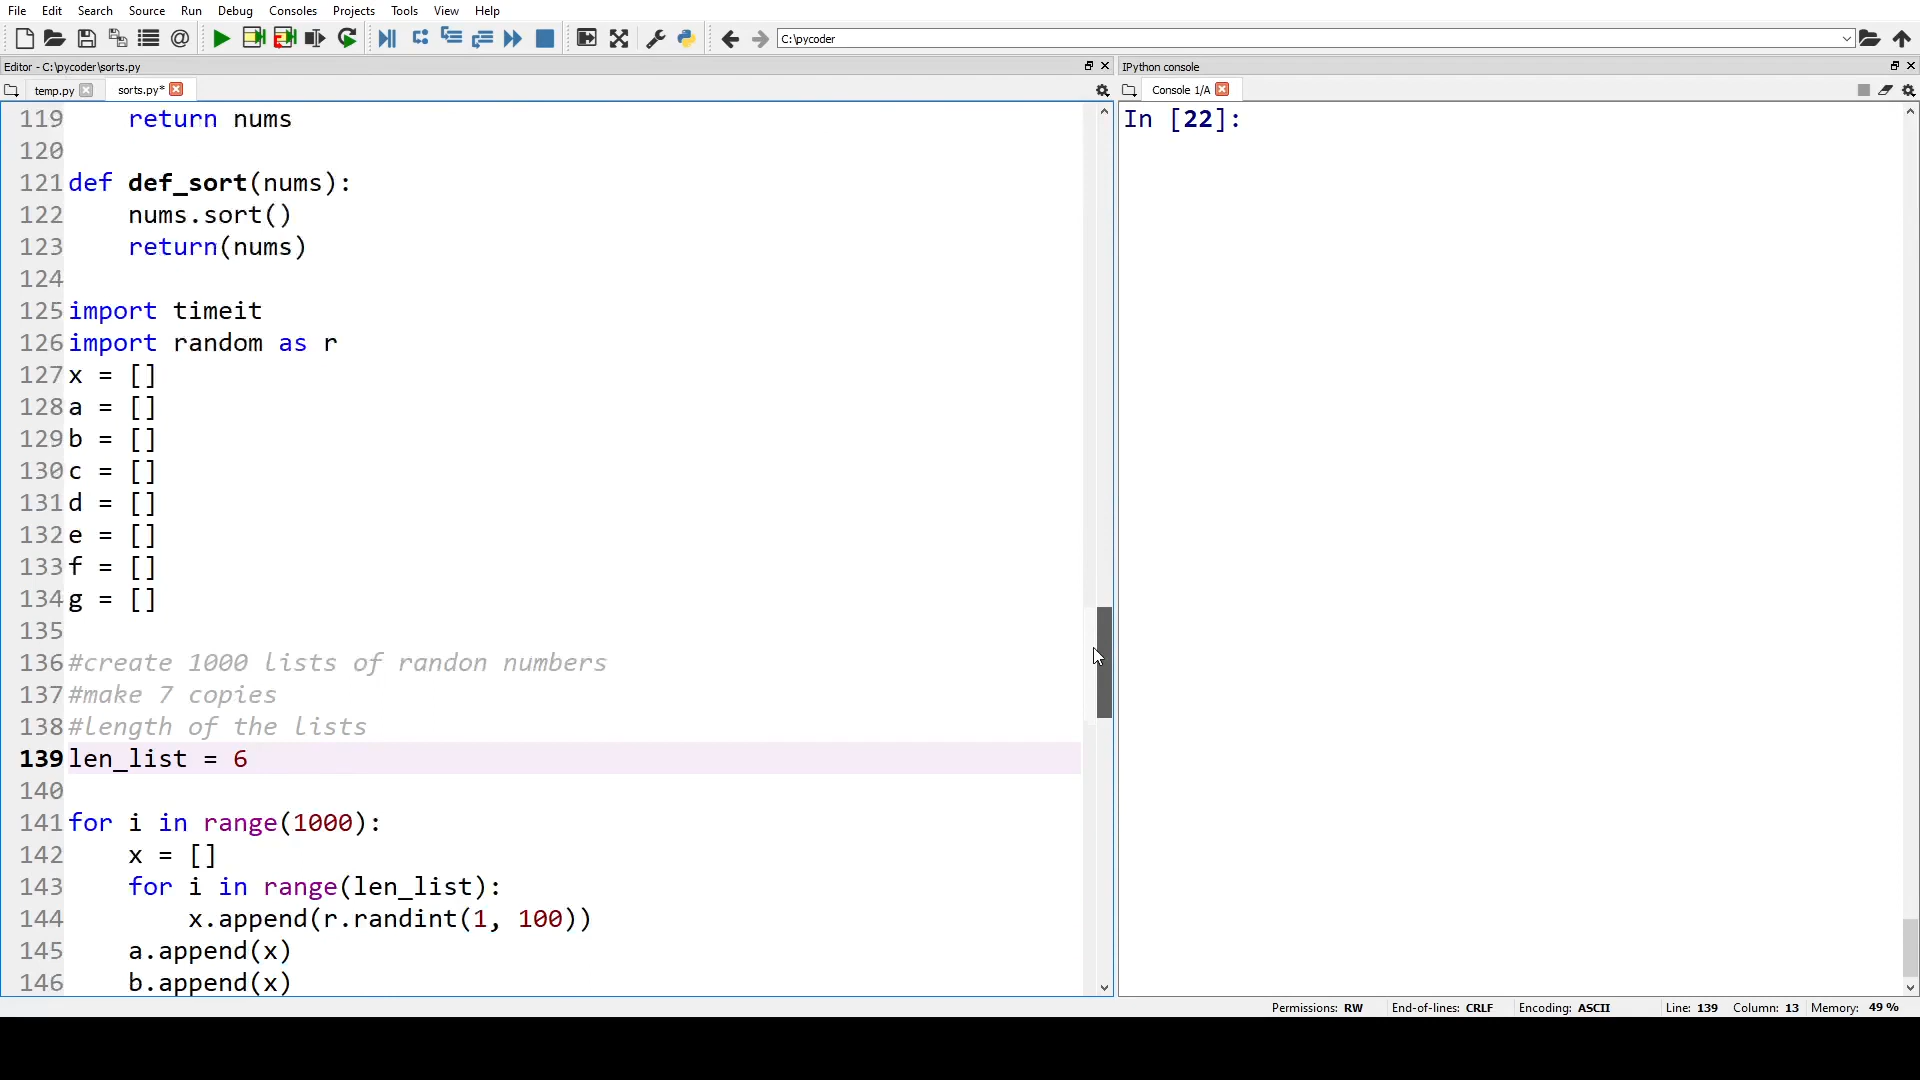 File Edit Search Source Run Debug Consoles Projects Tools View Help
C:\pycoder
Editor - C:\pycoder\sorts.py
IPython console
temp.py sorts.py*
Console 1/A
119 return nums
120
121 def def_sort(nums):
122 nums.sort()
123 return(nums)
124
125 import timeit
126 import random as r
127 x = []
128 a = []
129 b = []
130 c = []
131 d = []
132 e = []
133 f = []
134 g = []
135
136 #create 1000 lists of randon numbers
137 #make 7 copies
138 #length of the lists
139 len_list = 6
140
141 for i in range(1000):
142 x = []
143 for i in range(len_list):
144 x.append(r.randint(1, 100))
145 a.append(x)
146 b.append(x)
In [22]:
Permissions: RW End-of-lines: CRLF Encoding: ASCII Line: 139 Column: 13 Memory: 49 %